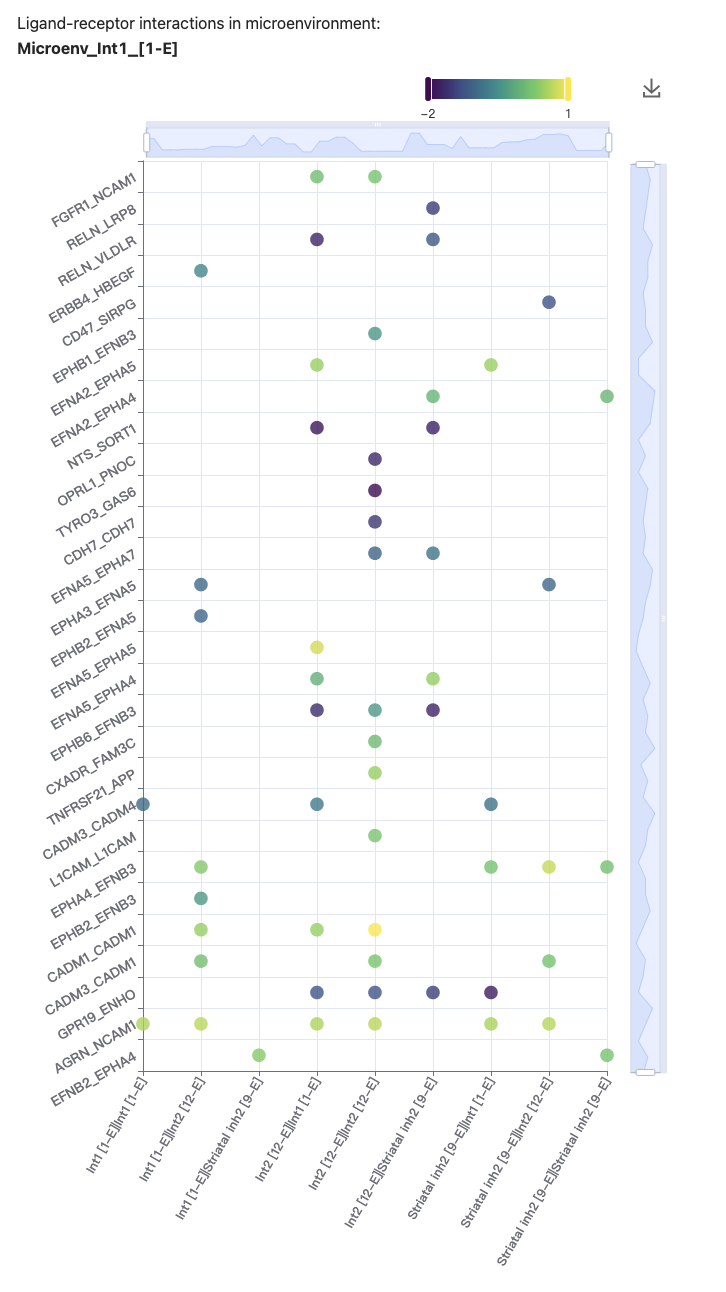 Ligand-receptor interactions in microenvironment:
Microenv_Int1_[1-E]
−2
1
FGFR1_NCAM1
RELN_LRP8
RELN_VLDLR
ERBB4_HBEGF
CD47_SIRPG
EPHB1_EFNB3
EFNA2_EPHA5
EFNA2_EPHA4
NTS_SORT1
OPRL1_PNOC
TYRO3_GAS6
CDH7_CDH7
EFNA5_EPHA7
EPHA3_EFNA5
EPHB2_EFNA5
EFNA5_EPHA5
EFNA5_EPHA4
EPHB6_EFNB3
CXADR_FAM3C
TNFRSF21_APP
CADM3_CADM4
L1CAM_L1CAM
EPHA4_EFNB3
EPHB2_EFNB3
CADM1_CADM1
CADM3_CADM1
GPR19_ENHO
AGRN_NCAM1
EFNB2_EPHA4
Int1 [1−E]|Int1 [1−E]
Int1 [1−E]|Int2 [12−E]
Int1 [1−E]|Striatal inh2 [9−E]
Int2 [12−E]|Int1 [1−E]
Int2 [12−E]|Int2 [12−E]
Int2 [12−E]|Striatal inh2 [9−E]
Striatal inh2 [9−E]|Int1 [1−E]
Striatal inh2 [9−E]|Int2 [12−E]
Striatal inh2 [9−E]|Striatal inh2 [9−E]